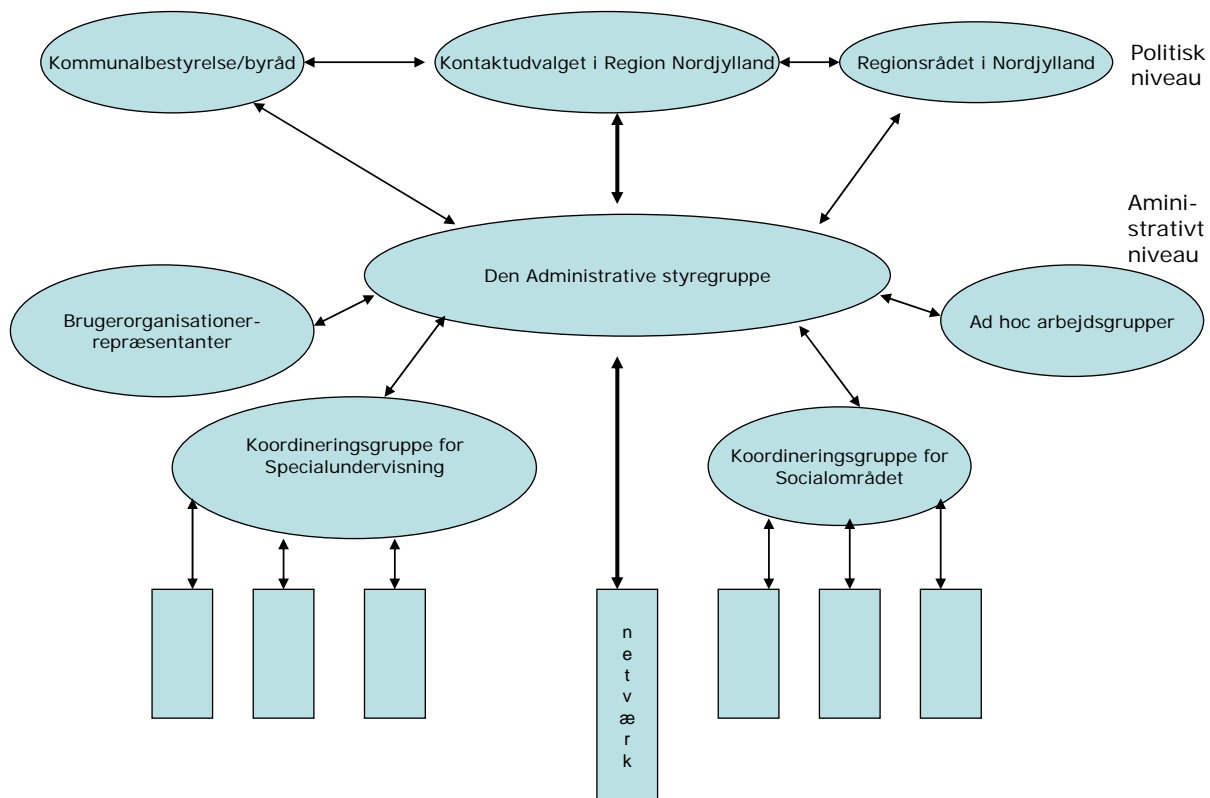 Kommunalbestyrelse/byråd
Kontaktudvalget i Region Nordjylland
Regionsrådet i Nordjylland
Politisk
niveau
Amini-
strativt
niveau
Den Administrative styregruppe
Brugerorganisationer-
repræsentanter
Ad hoc arbejdsgrupper
Koordineringsgruppe for
Specialundervisning
Koordineringsgruppe for
Socialområdet
n
e
t
v
æ
r
k